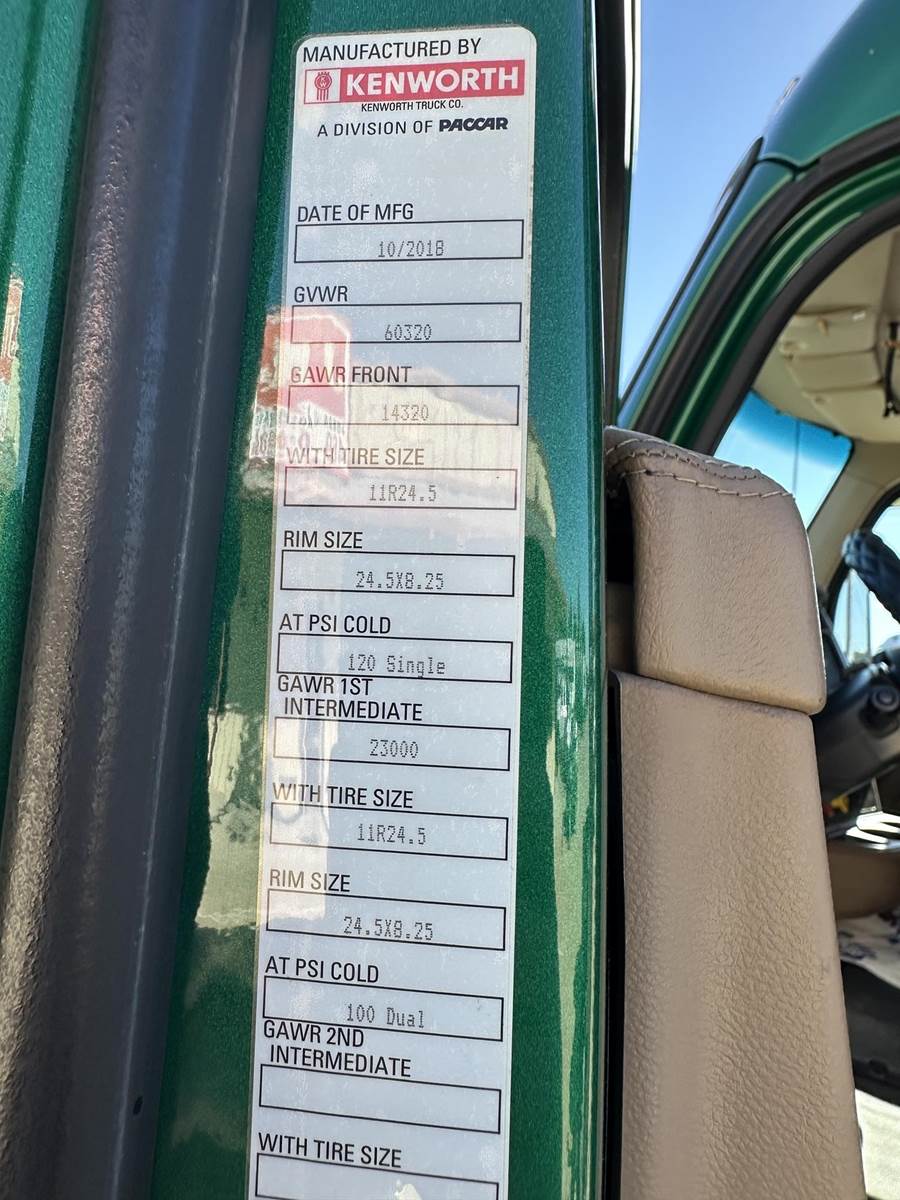 MANUFACTURED BY
KENWORTH
KENWORTH TRUCK CO.
A DIVISION OF PACCAR
DATE OF MFG
10/2018
GVWR
60320
GAWR FRONT
14320
WITH TIRE SIZE
11R24.5
RIM SIZE
24.5X8.25
AT PSI COLD
120 Single
GAWR 1ST
INTERMEDIATE
23000
WITH TIRE SIZE
11R24.5
RIM SIZE
24.5X8.25
AT PSI COLD
100 Dual
GAWR 2ND
INTERMEDIATE
WITH TIRE SIZE